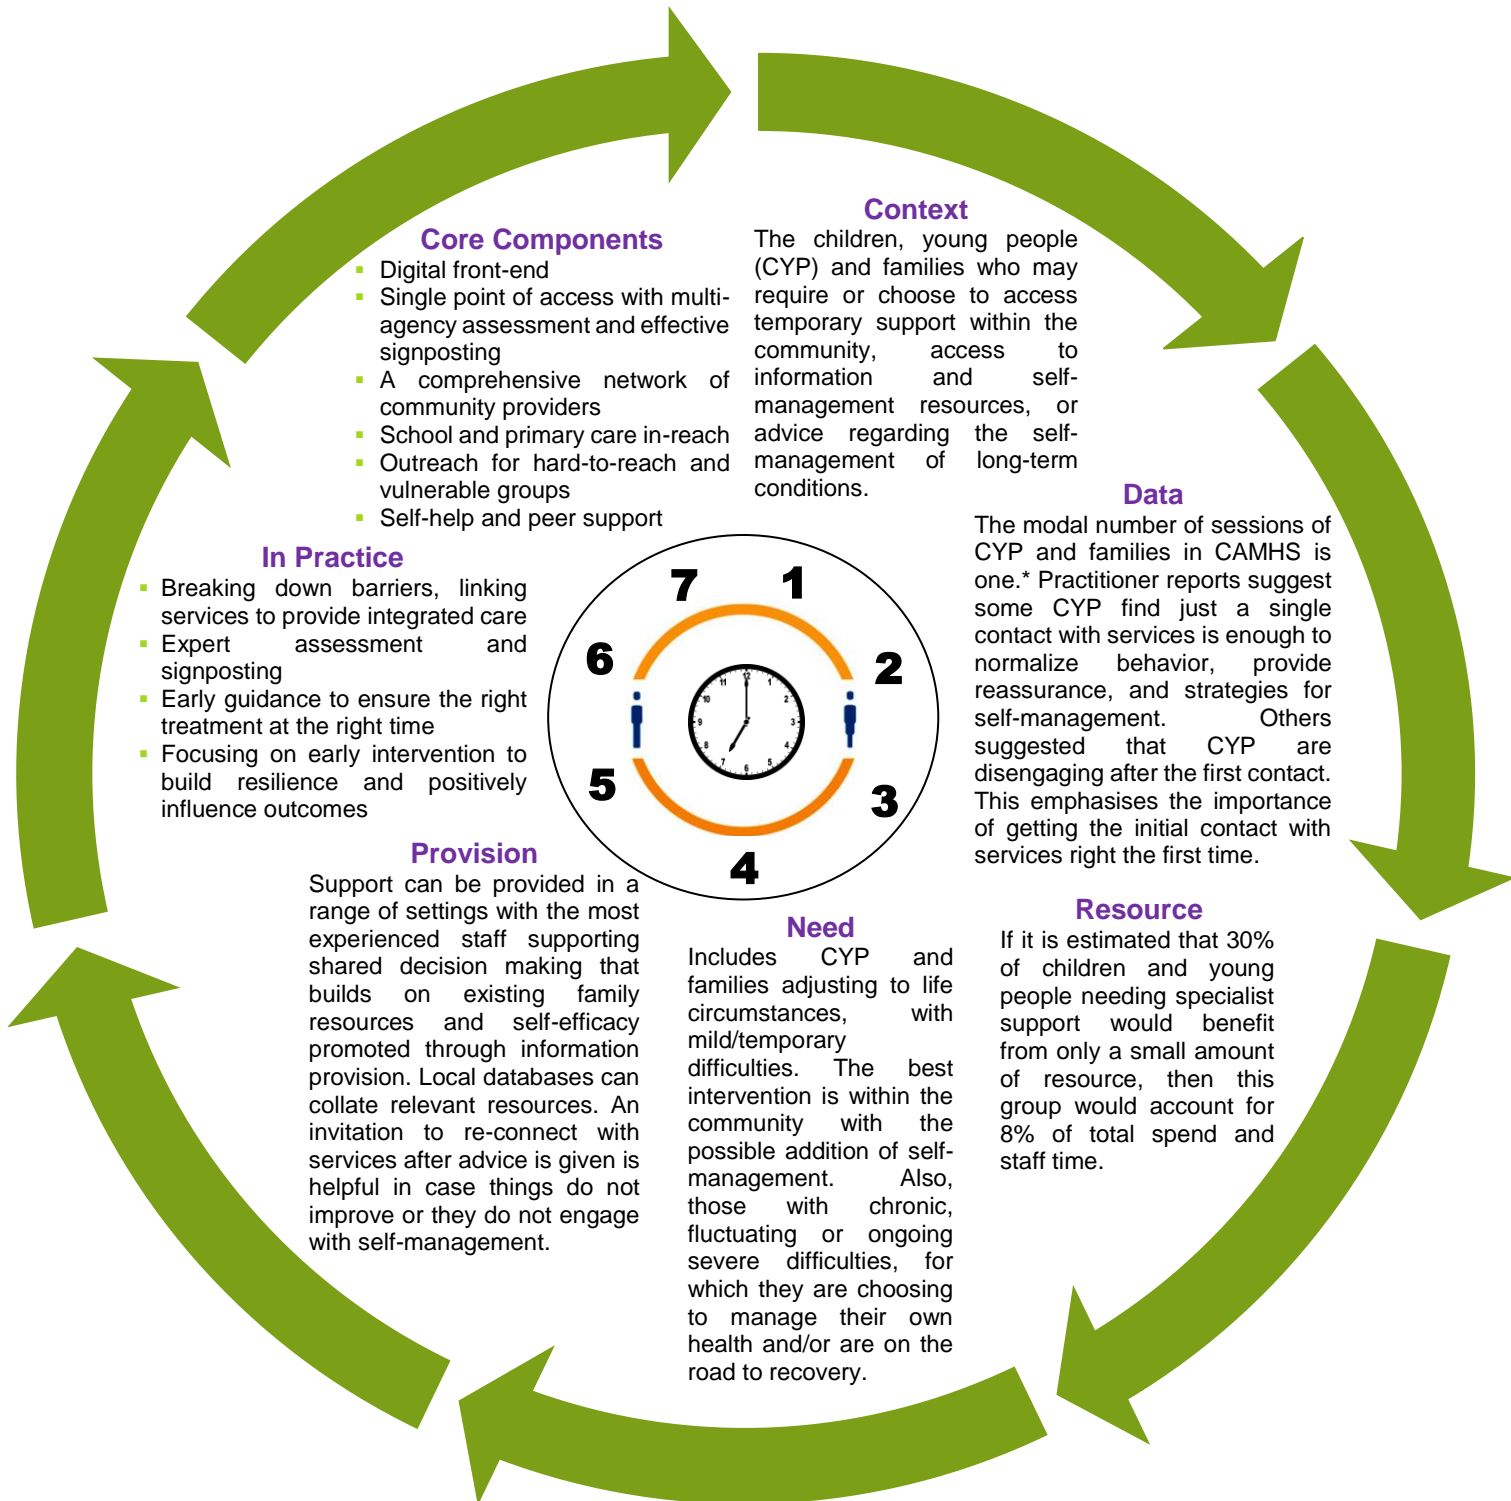 Context
The children, young people
(CYP) and families who may
require or choose to access
temporary support within the
community, access to
information and self-
management resources, or
advice regarding the self-
management of long-term
conditions.
Data
The modal number of sessions of
CYP and families in CAMHS is
one.* Practitioner reports suggest
some CYP find just a single
contact with services is enough to
normalize behavior, provide
reassurance, and strategies for
self-management. Others
suggested that CYP are
disengaging after the first contact.
This emphasises the importance
of getting the initial contact with
services right the first time.
Resource
If it is estimated that 30%
of children and young
people needing specialist
support would benefit
from only a small amount
of resource, then this
group would account for
8% of total spend and
staff time.
Need
Includes CYP and
families adjusting to life
circumstances, with
mild/temporary
difficulties. The best
intervention is within the
community with the
possible addition of self-
management. Also,
those with chronic,
fluctuating or ongoing
severe difficulties, for
which they are choosing
to manage their own
health and/or are on the
road to recovery.
Provision
Support can be provided in a
range of settings with the most
experienced staff supporting
shared decision making that
builds on existing family
resources and self-efficacy
promoted through information
provision. Local databases can
collate relevant resources. An
invitation to re-connect with
services after advice is given is
helpful in case things do not
improve or they do not engage
with self-management.
In Practice
▪ Breaking down barriers, linking
services to provide integrated care
▪ Expert assessment and
signposting
▪ Early guidance to ensure the right
treatment at the right time
▪ Focusing on early intervention to
build resilience and positively
influence outcomes
Core Components
▪ Digital front-end
▪ Single point of access with multi-
agency assessment and effective
signposting
▪ A comprehensive network of
community providers
▪ School and primary care in-reach
▪ Outreach for hard-to-reach and
vulnerable groups
▪ Self-help and peer support
1
2
3
4
5
6
7
12
1
2
3
4
5
6
7
8
9
10
11